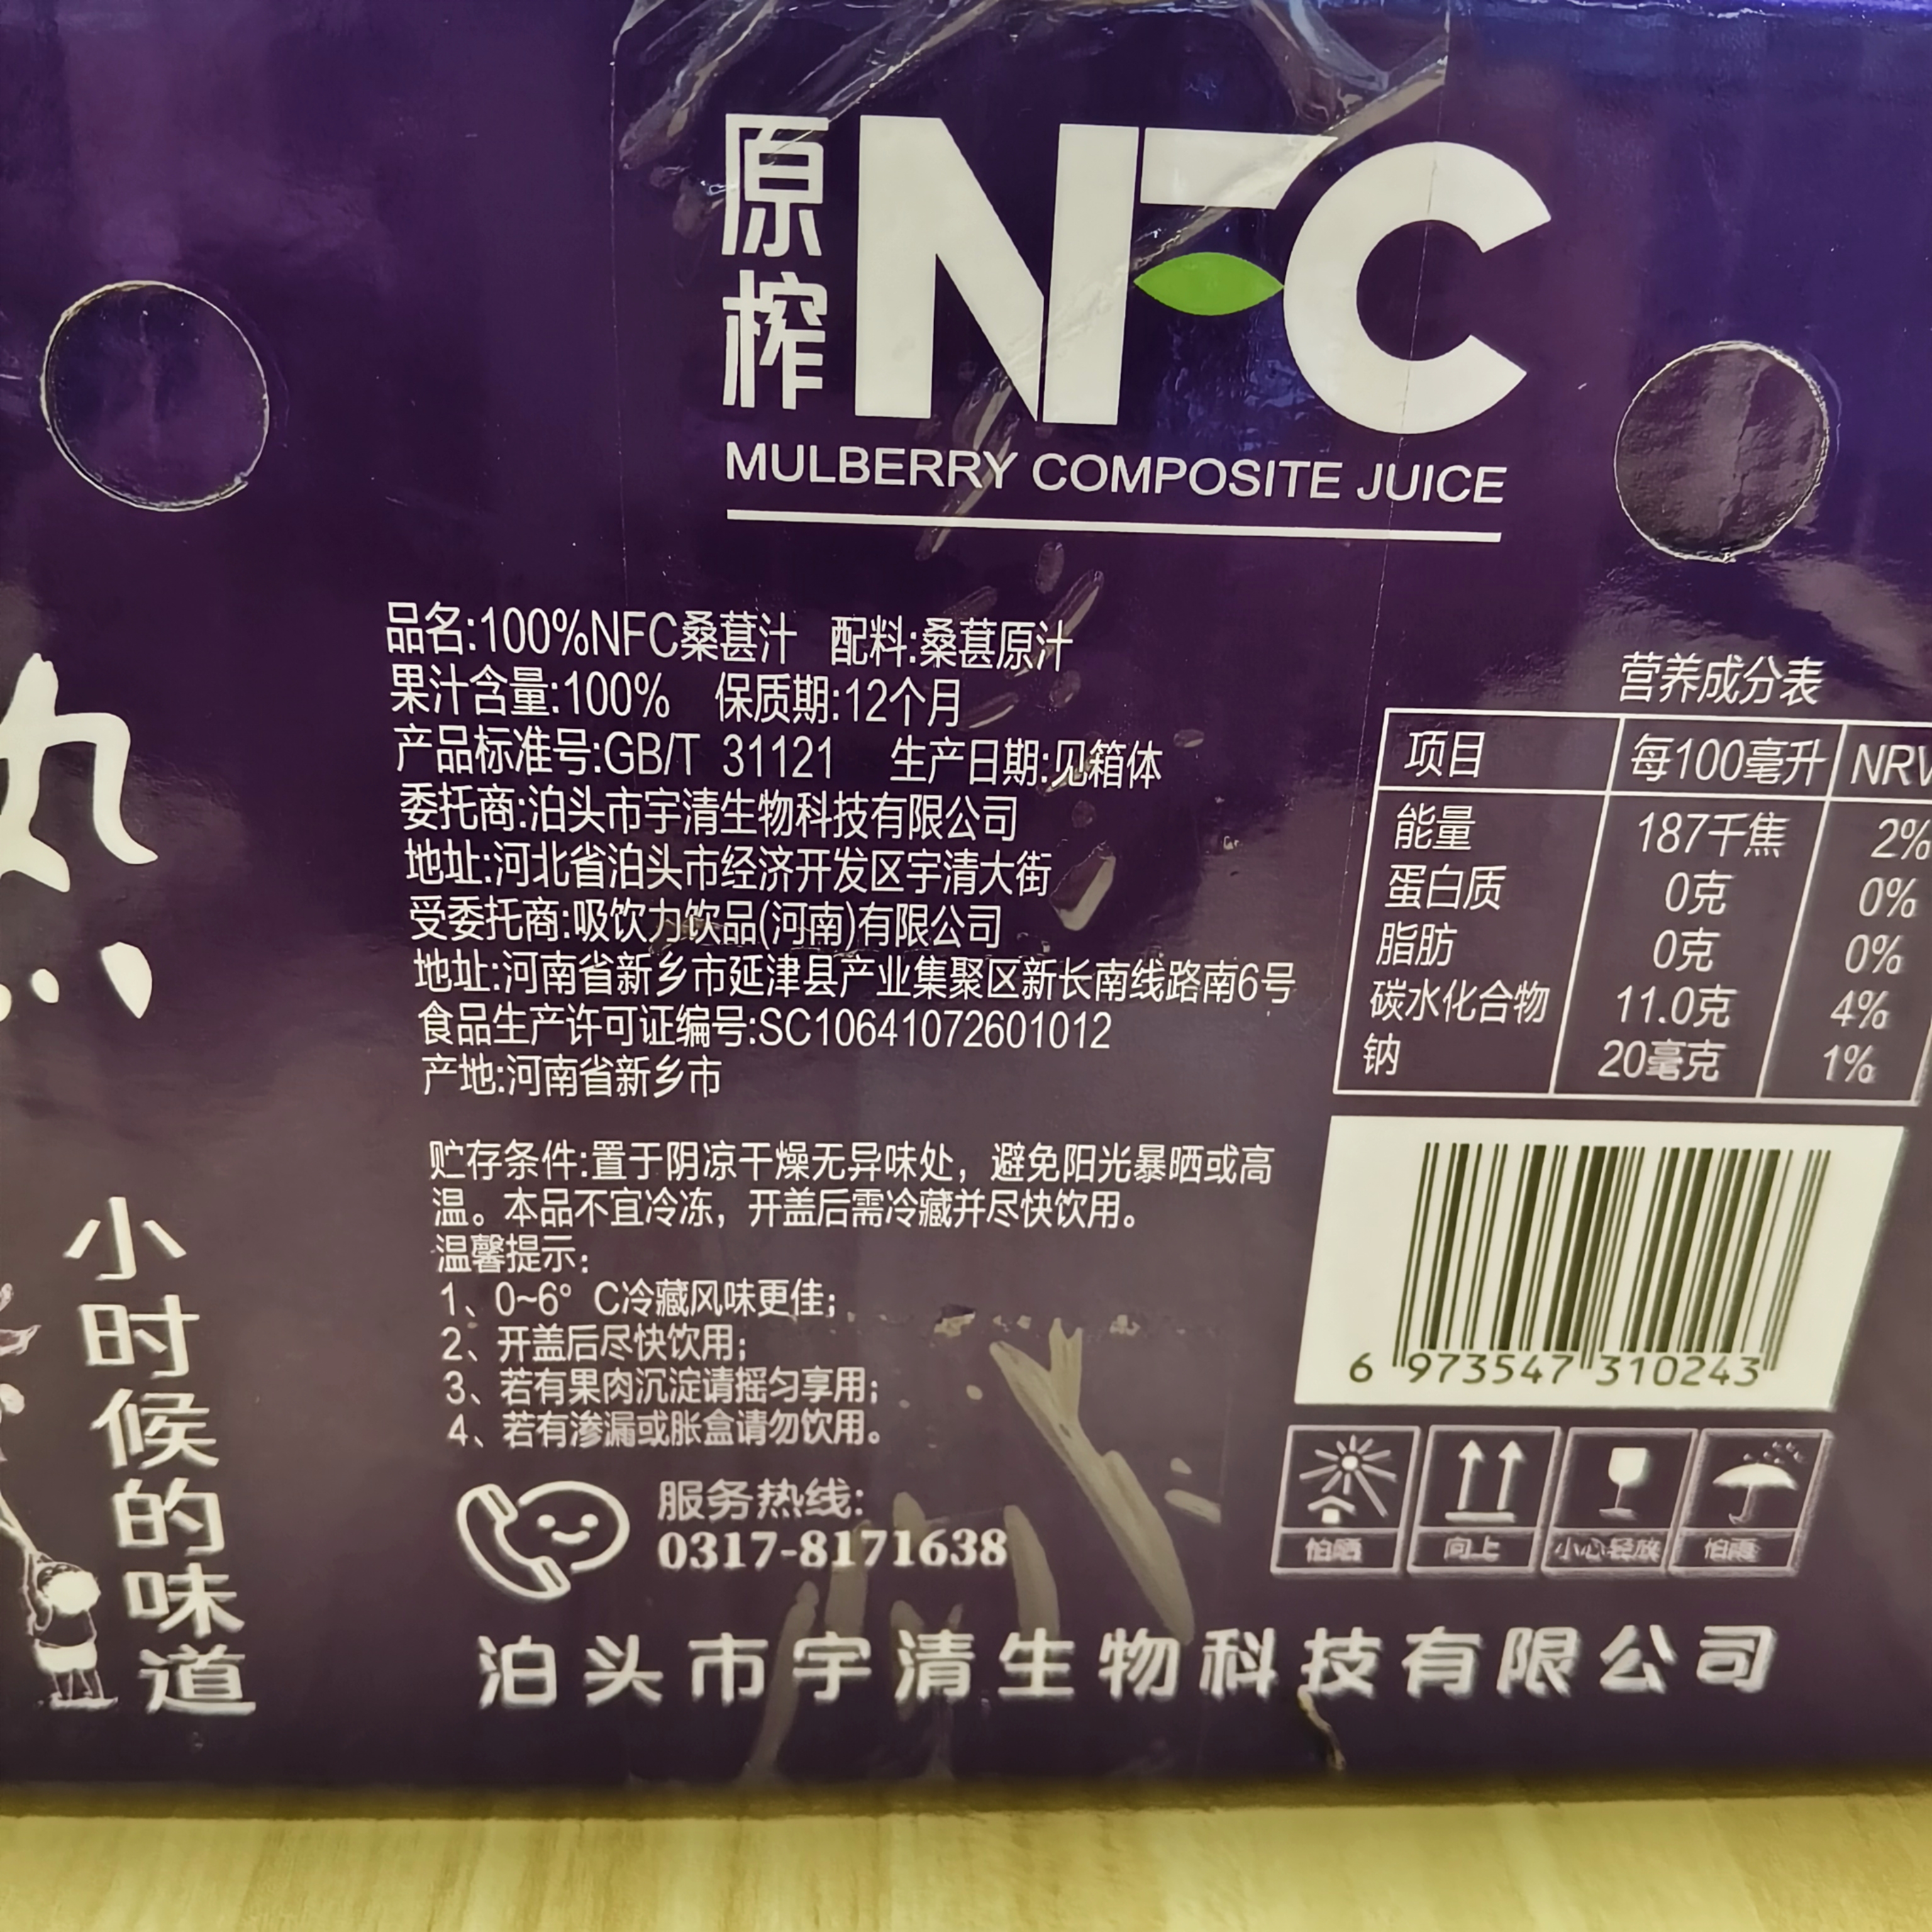 原榨
NFC
MULBERRY COMPOSITE JUICE
品名:100%NFC桑葚汁 配料:桑葚原汁
果汁含量:100% 保质期:12个月
产品标准号:GB/T 31121 生产日期:见箱体
委托商:泊头市宇清生物科技有限公司
地址:河北省泊头市经济开发区宇清大街
受委托商:吸饮力饮品(河南)有限公司
地址:河南省新乡市延津县产业集聚区新长南线路南6号
食品生产许可证编号:SC10641072601012
产地:河南省新乡市
贮存条件:置于阴凉干燥无异味处，避免阳光暴晒或高
温。本品不宜冷冻，开盖后需冷藏并尽快饮用。
温馨提示：
1、0~6°C冷藏风味更佳；
2、开盖后尽快饮用；
3、若有果肉沉淀请摇匀享用；
4、若有渗漏或胀盒请勿饮用。
服务热线:
0317-8171638
营养成分表
项目 每100毫升 NRV
能量 187千焦 2%
蛋白质 0克 0%
脂肪 0克 0%
碳水化合物 11.0克 4%
钠 20毫克 1%
6 973547 310243
怕晒 向上 小心轻放 怕雨
泊头市宇清生物科技有限公司
小时候的味道